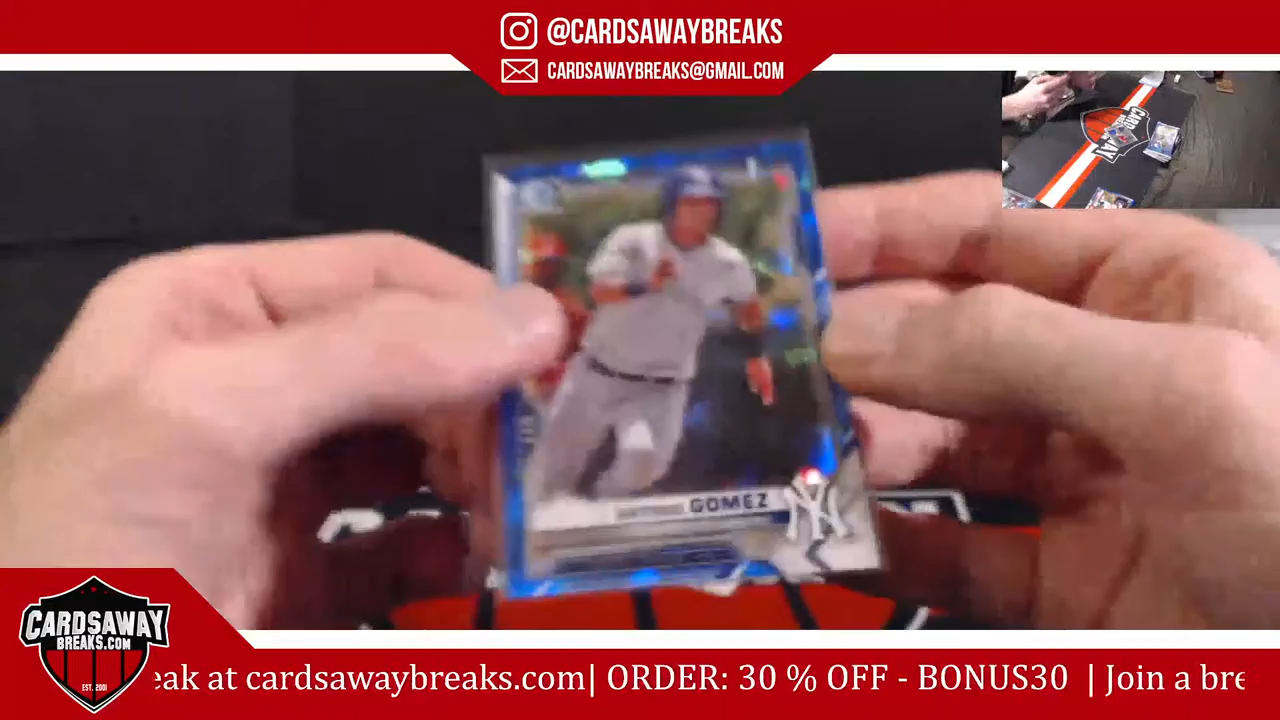 @CARDSAWAYBREAKS
CARDSAWAYBREAKS@GMAIL.COM
GOMEZ
NY
CARDSAWAY
BREAKS.COM
EST. 2001
eak at cardsawaybreaks.com| ORDER: 30 % OFF - BONUS30 | Join a bre